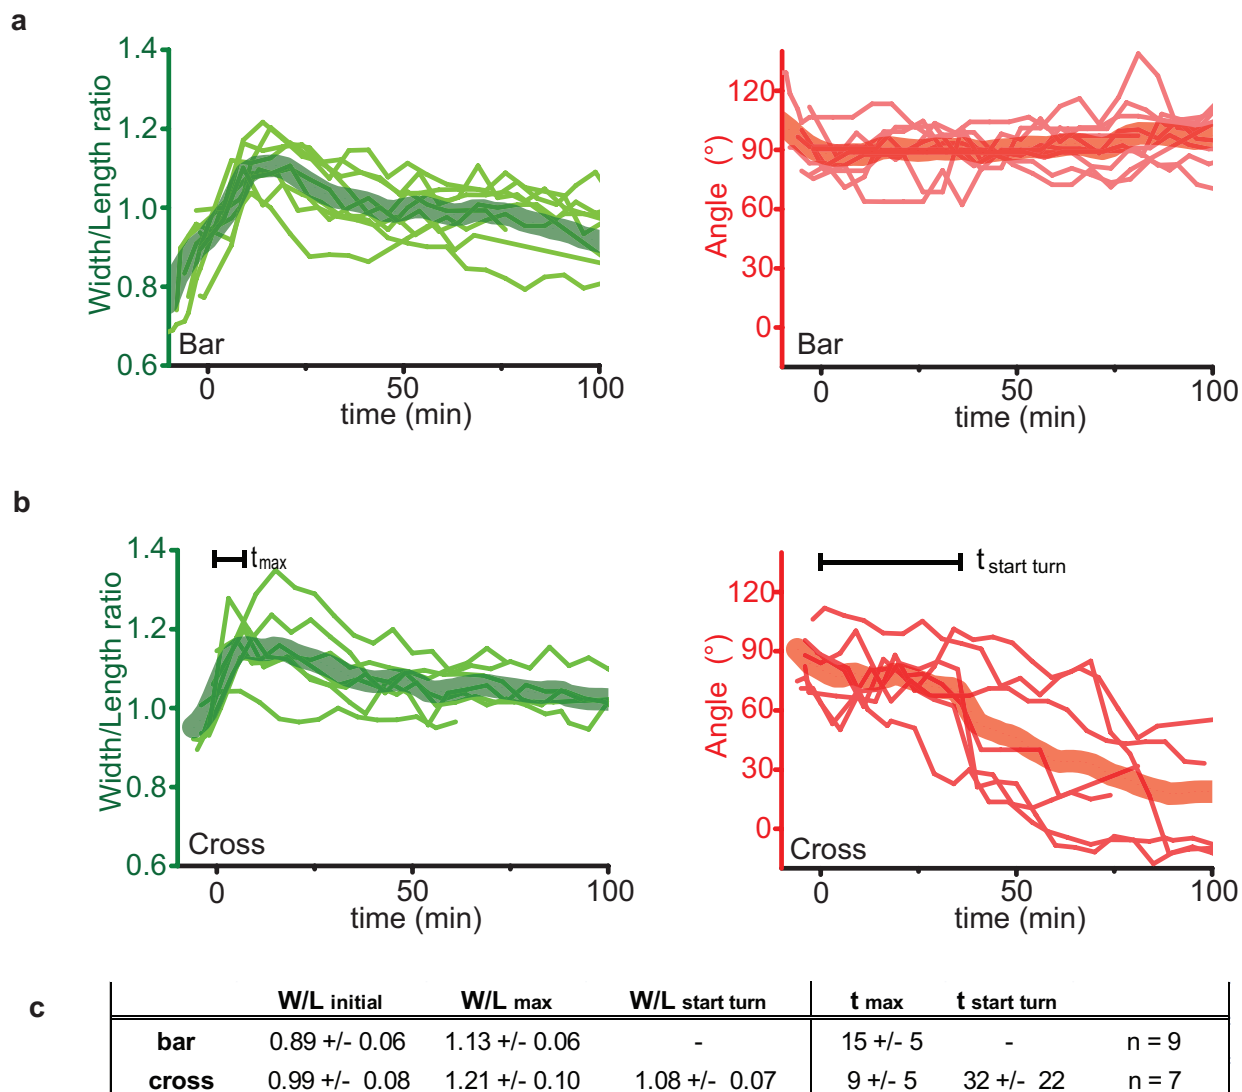 a
1.4
1.2
1.0
0.8
0.6
Width/Length ratio
Bar
0 50 100
time (min)
120
90
60
30
0
Angle (°)
Bar
0 50 100
time (min)
b
1.4
1.2
1.0
0.8
0.6
Width/Length ratio
tmax
Cross
0 50 100
time (min)
120
90
60
30
0
Angle (°)
t start turn
Cross
0 50 100
time (min)
c
W/L initial W/L max W/L start turn t max t start turn
bar 0.89 +/- 0.06 1.13 +/- 0.06 - 15 +/- 5 - n = 9
cross 0.99 +/- 0.08 1.21 +/- 0.10 1.08 +/- 0.07 9 +/- 5 32 +/- 22 n = 7